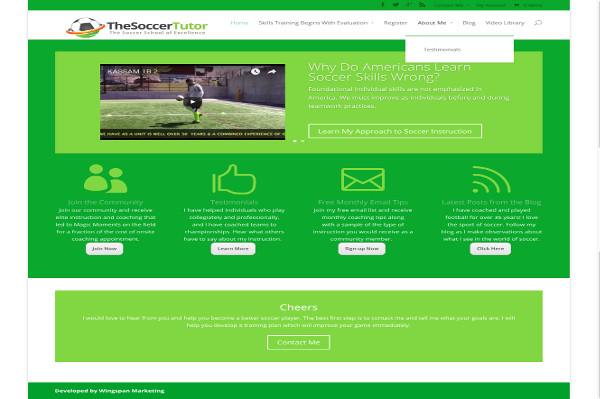 Contact Me
My Account
0 Items
TheSoccerTutor
The Soccer School of Excellence
Home
Skills Training Begins With Evaluation
Register
About Me
Blog
Video Library
Testimonials
KASSAM TB 2
WE HAVE AS A UNIT IS WELL OVER 50 YEARS & A COMBINED EXPERIENCE OF
Why Do Americans Learn
Soccer Skills Wrong?
Foundational individual skills are not emphasized in
America. We must improve as individuals before and during
teamwork practices.
Learn My Approach to Soccer Instruction
Join the Community
Join our community and receive
elite instruction and coaching that
led to Magic Moments on the field
for a fraction of the cost of onsite
coaching appointment.
Join Now
Testimonials
I have helped individuals who play
collegiately and professionally,
and I have coached teams to
championships. Hear what others
have to say about my instruction.
Learn More
Free Monthly Email Tips
Join my free email list and receive
monthly coaching tips along
with a sample of the type of
instruction you would receive as a
community member.
Sign-up Now
Latest Posts from the Blog
I have coached and played
football for over 35 years! I love
the sport of soccer. Follow my
blog as I make observations about
what I see in the world of soccer.
Click Here
Cheers
I would love to hear from you and help you become a better soccer player. The best first step is to contact me and tell me what your goals are. I will
help you develop a training plan which will improve your game immediately.
Contact Me
Developed by Wingspan Marketing